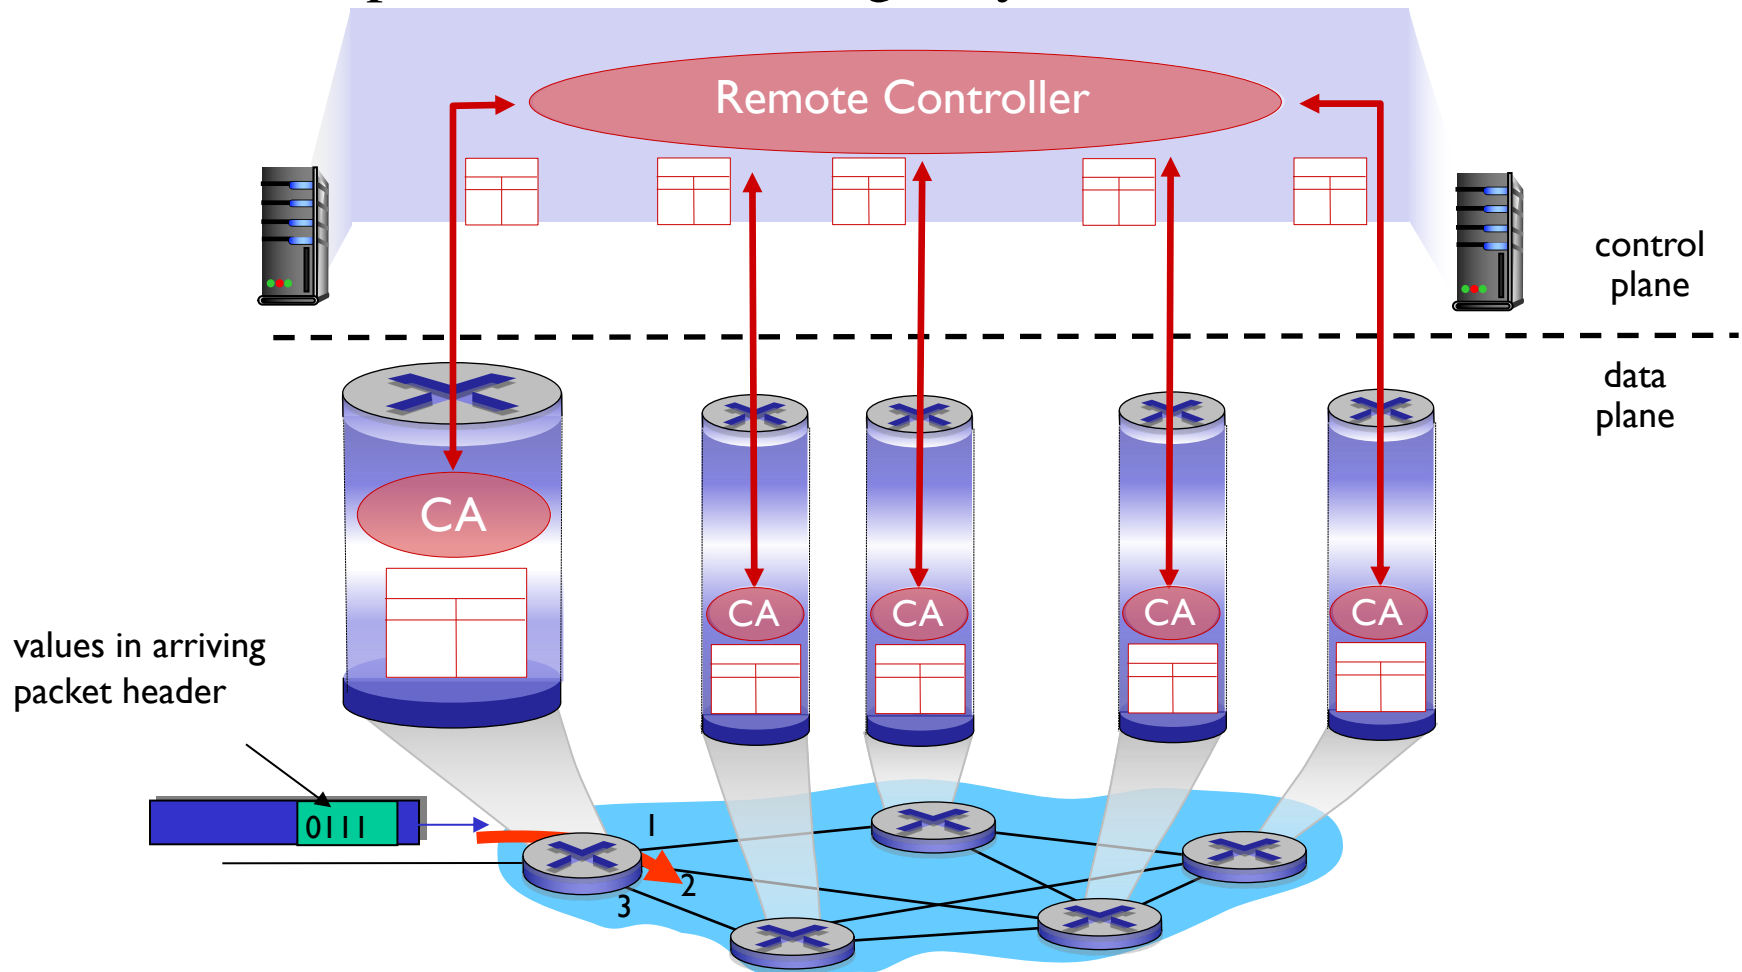 Remote Controller
control
plane
data
plane
CA
CA
CA
CA
CA
values in arriving
packet header
0111
1
2
3